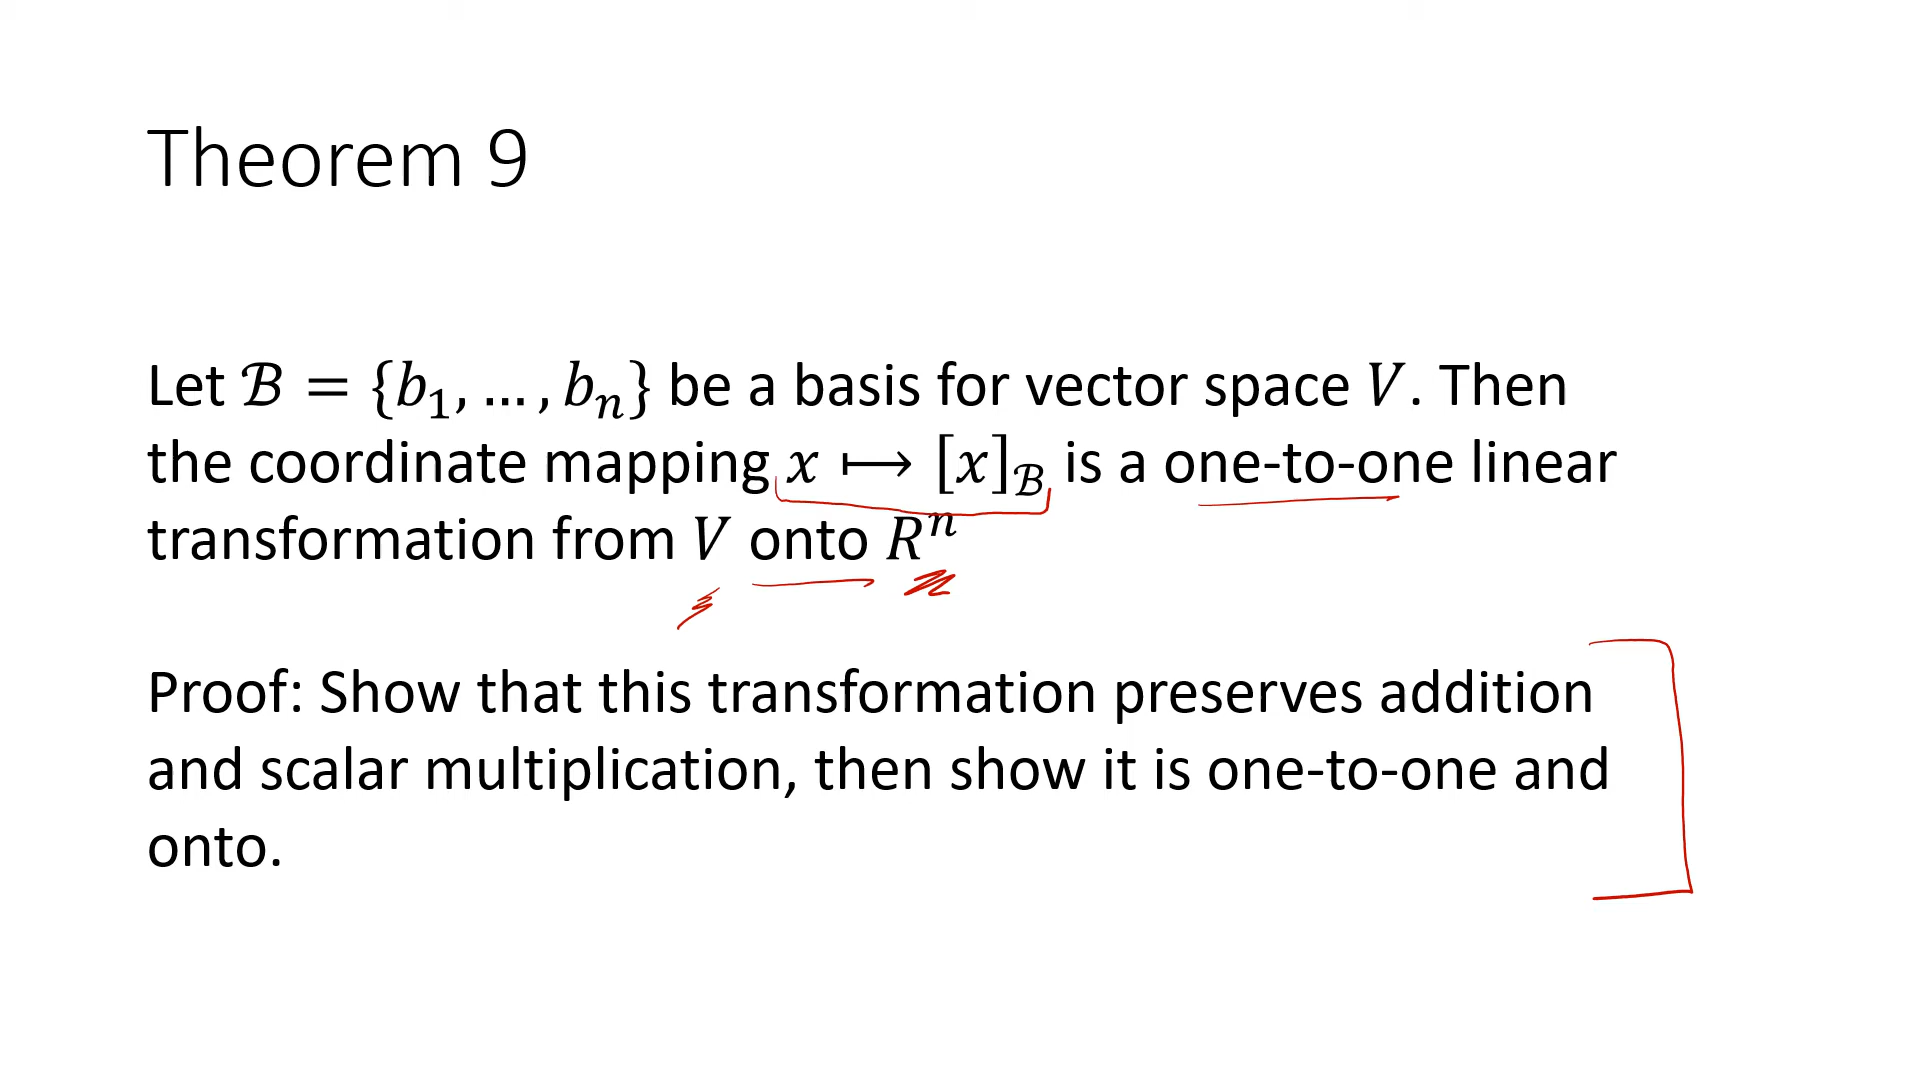 Theorem 9
Let ℬ = {b₁, … , bₙ} be a basis for vector space V. Then
the coordinate mapping x ⟼ [x]ℬ is a one-to-one linear
transformation from V onto Rⁿ
Proof: Show that this transformation preserves addition
and scalar multiplication, then show it is one-to-one and
onto.